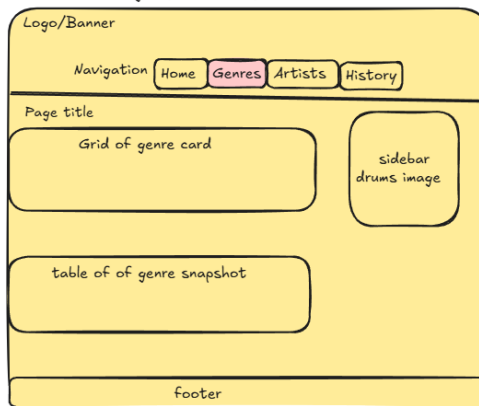 Logo/Banner
Navigation Home Genres Artists History
Page title
Grid of genre card
sidebar
drums image
table of of genre snapshot
footer